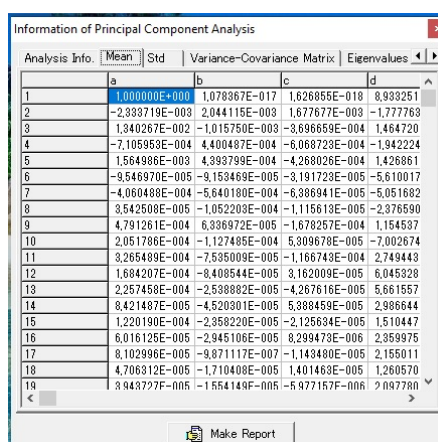 Information of Principal Component Analysis
Analysis Info. Mean Std Variance-Covariance Matrix Eigenvalues
a b c d
1 1,000000E+000 1,078367E-017 1,626855E-018 8,933251
2 -2,333719E-003 2,044115E-003 1,677677E-003 -1,777763
3 1,340267E-002 -1,015750E-003 -3,696659E-004 1,464720
4 -7,105953E-004 4,400487E-004 -6,068723E-004 -1,942224
5 1,564986E-003 4,393799E-004 -4,268026E-004 1,426861
6 -9,546970E-005 -9,153469E-005 -3,191723E-005 -5,610017
7 -4,060488E-004 -5,640180E-004 -6,386941E-005 -5,051682
8 3,542508E-005 -1,052203E-004 -1,115613E-005 -2,376590
9 4,791261E-004 6,336972E-005 -1,678257E-004 1,154537
10 2,051786E-004 -1,127485E-004 5,309678E-005 -7,002674
11 3,265489E-004 -7,535009E-005 -1,166743E-004 2,749443
12 1,684207E-004 -8,408544E-005 3,162009E-005 6,045328
13 2,257458E-004 -2,538882E-005 -4,267616E-005 5,661557
14 8,421487E-005 -4,520301E-005 5,388459E-005 2,986644
15 1,220190E-004 -2,358220E-005 -2,125634E-005 1,510447
16 6,016125E-005 -2,945106E-005 8,299473E-006 2,359975
17 8,102996E-005 -9,871117E-007 -1,143480E-005 2,155011
18 4,706312E-005 -1,710408E-005 1,401463E-005 1,260570
19 3,943727E-005 -1,554149E-005 -5,977157E-006 2,097780
Make Report